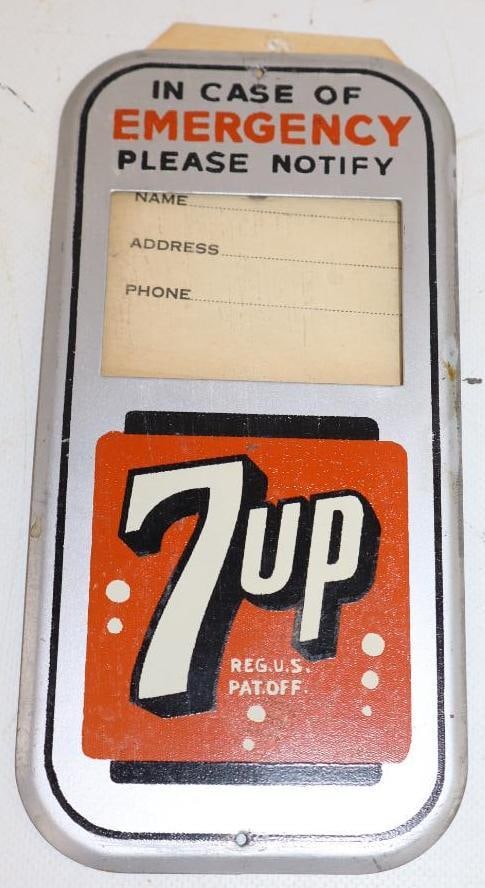 IN CASE OF
EMERGENCY
PLEASE NOTIFY
NAME
ADDRESS
PHONE
7up
REG.U.S.
PAT.OFF.